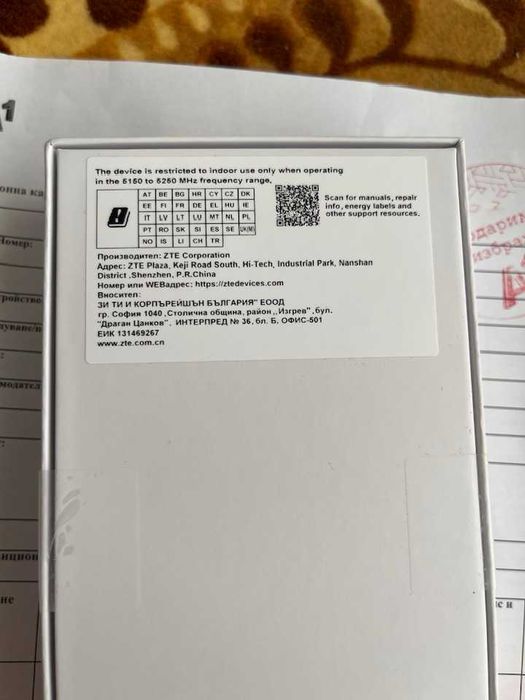 A1
The device is restricted to indoor use only when operating
in the 5150 to 5250 MHz frequency range.
AT BE BG HR CY CZ DK
EE FI FR DE EL HU IE
IT LV LT LU MT NL PL
PT RO SK SI ES SE UK(NI)
NO IS LI CH TR
Scan for manuals, repair
info, energy labels and
other support resources.
Производител: ZTE Corporation
Адрес: ZTE Plaza, Keji Road South, Hi-Tech, Industrial Park, Nanshan
District ,Shenzhen, P.R.China
Номер или WEBадрес: https://ztedevices.com
Вносител:
ЗИ ТИ И КОРПЪРЕЙШЪН БЪЛГАРИЯ" ЕООД
гр. София 1040 ,Столична община, район ,,Изгрев",бул.
"Драган Цанков", ИНТЕРПРЕД № 36, бл. Б, ОФИС-501
ЕИК 131469267
www.zte.com.cn